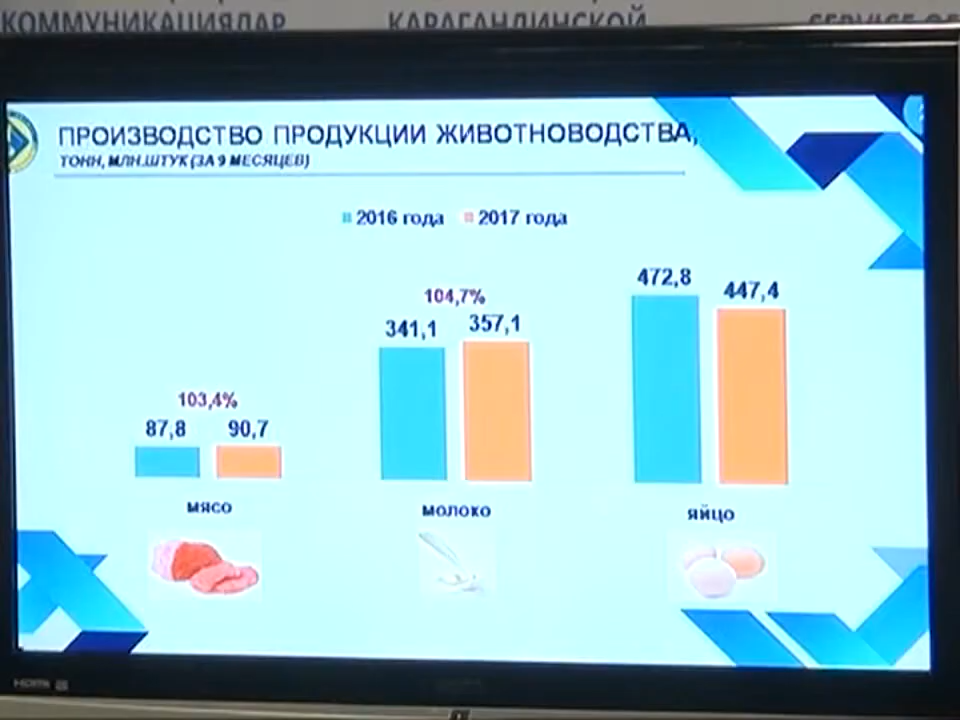 КОММУНИКАЦИЯЛАР КАРАГАНДИНСКОЙ
ПРОИЗВОДСТВО ПРОДУКЦИИ ЖИВОТНОВОДСТВА,
ТОНН, МЛН.ШТУК (ЗА 9 МЕСЯЦЕВ)
2016 года 2017 года
472,8 447,4
104,7%
341,1 357,1
103,4%
87,8 90,7
мясо молоко яйцо
HDMI